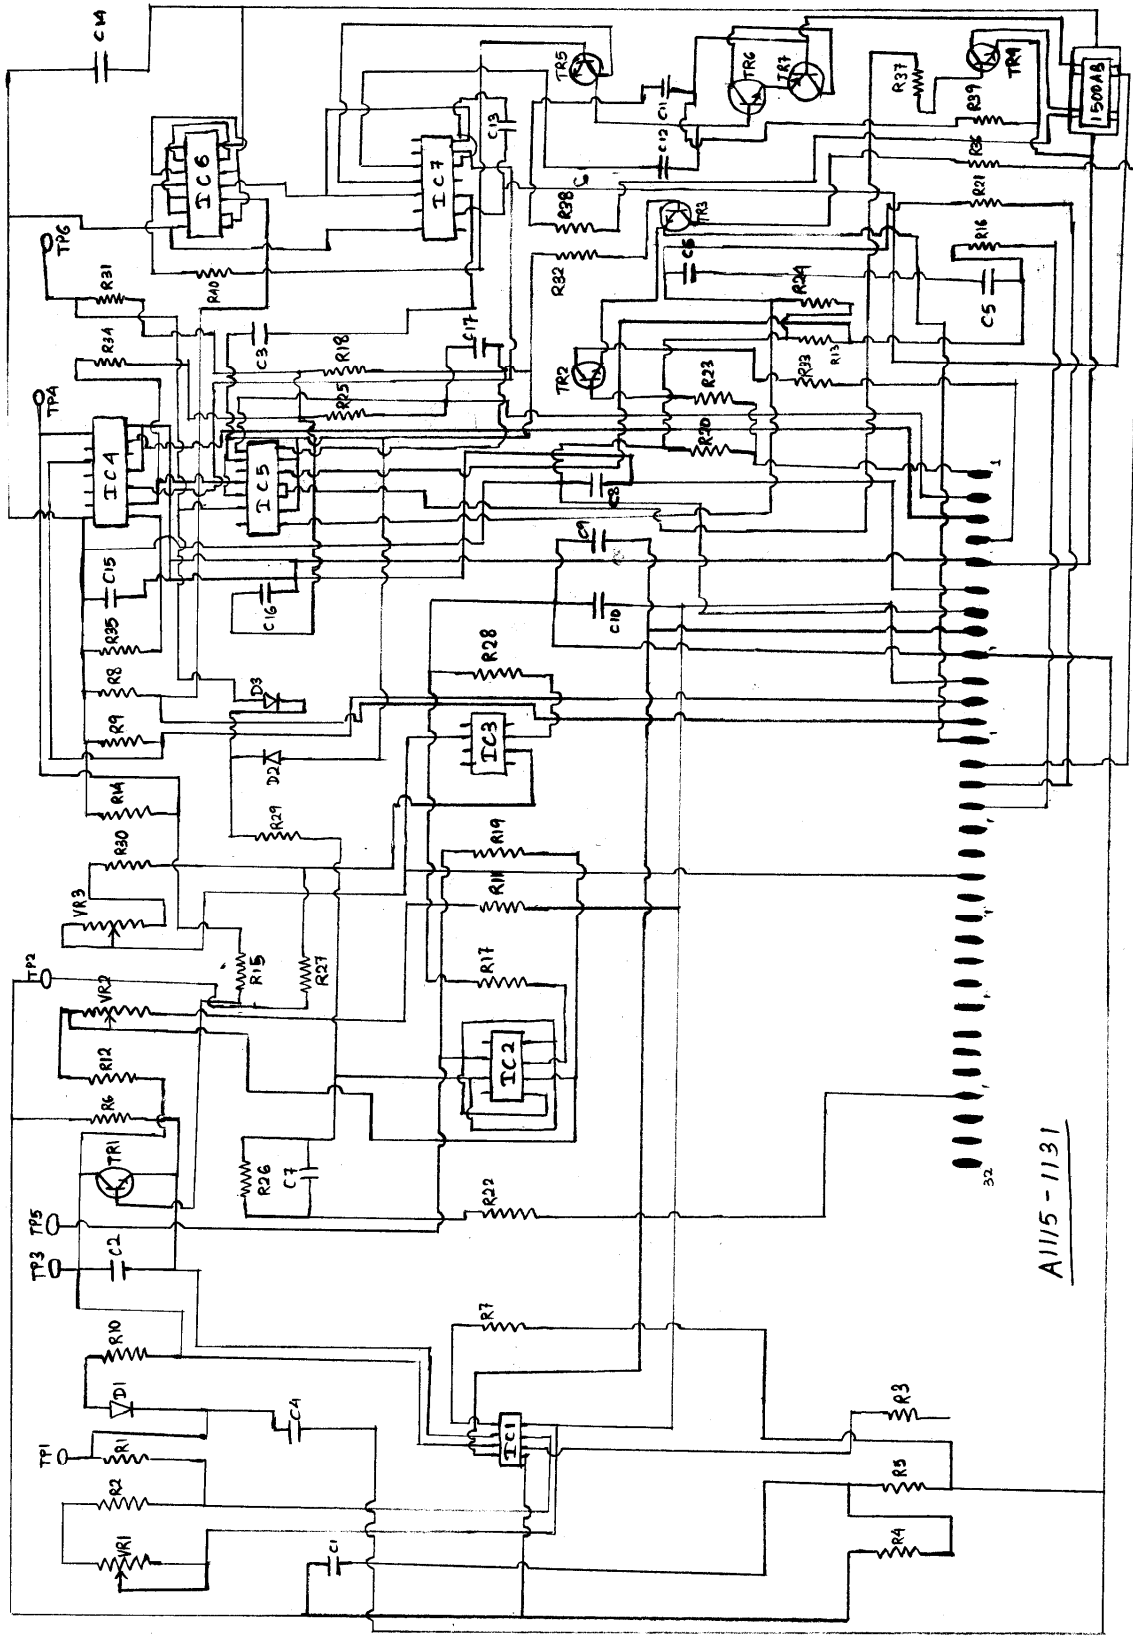 C14
TR5
TR6
TR7
TR4
1500AB
R37
R39
R36
R21
R16
C11
C12
C13
IC6
IC7
TP6
R31
R40
R38
R32
TR3
C6
C5
R24
R13
R33
R34
C3
R18
R25
C17
TR2
R23
R20
TP4
IC4
IC5
C8
C9
C10
1
C15
C16
R35
R8
R9
D3
D2
R28
IC3
R14
R29
R30
R19
R11
VR3
R15
R27
R17
TP2
VR2
R12
R6
IC2
TR1
R26
C7
R22
TP5
TP3
C2
32
A1115-1131
R10
D1
C4
R7
TP1
R1
R2
VR1
IC1
C1
R3
R5
R4